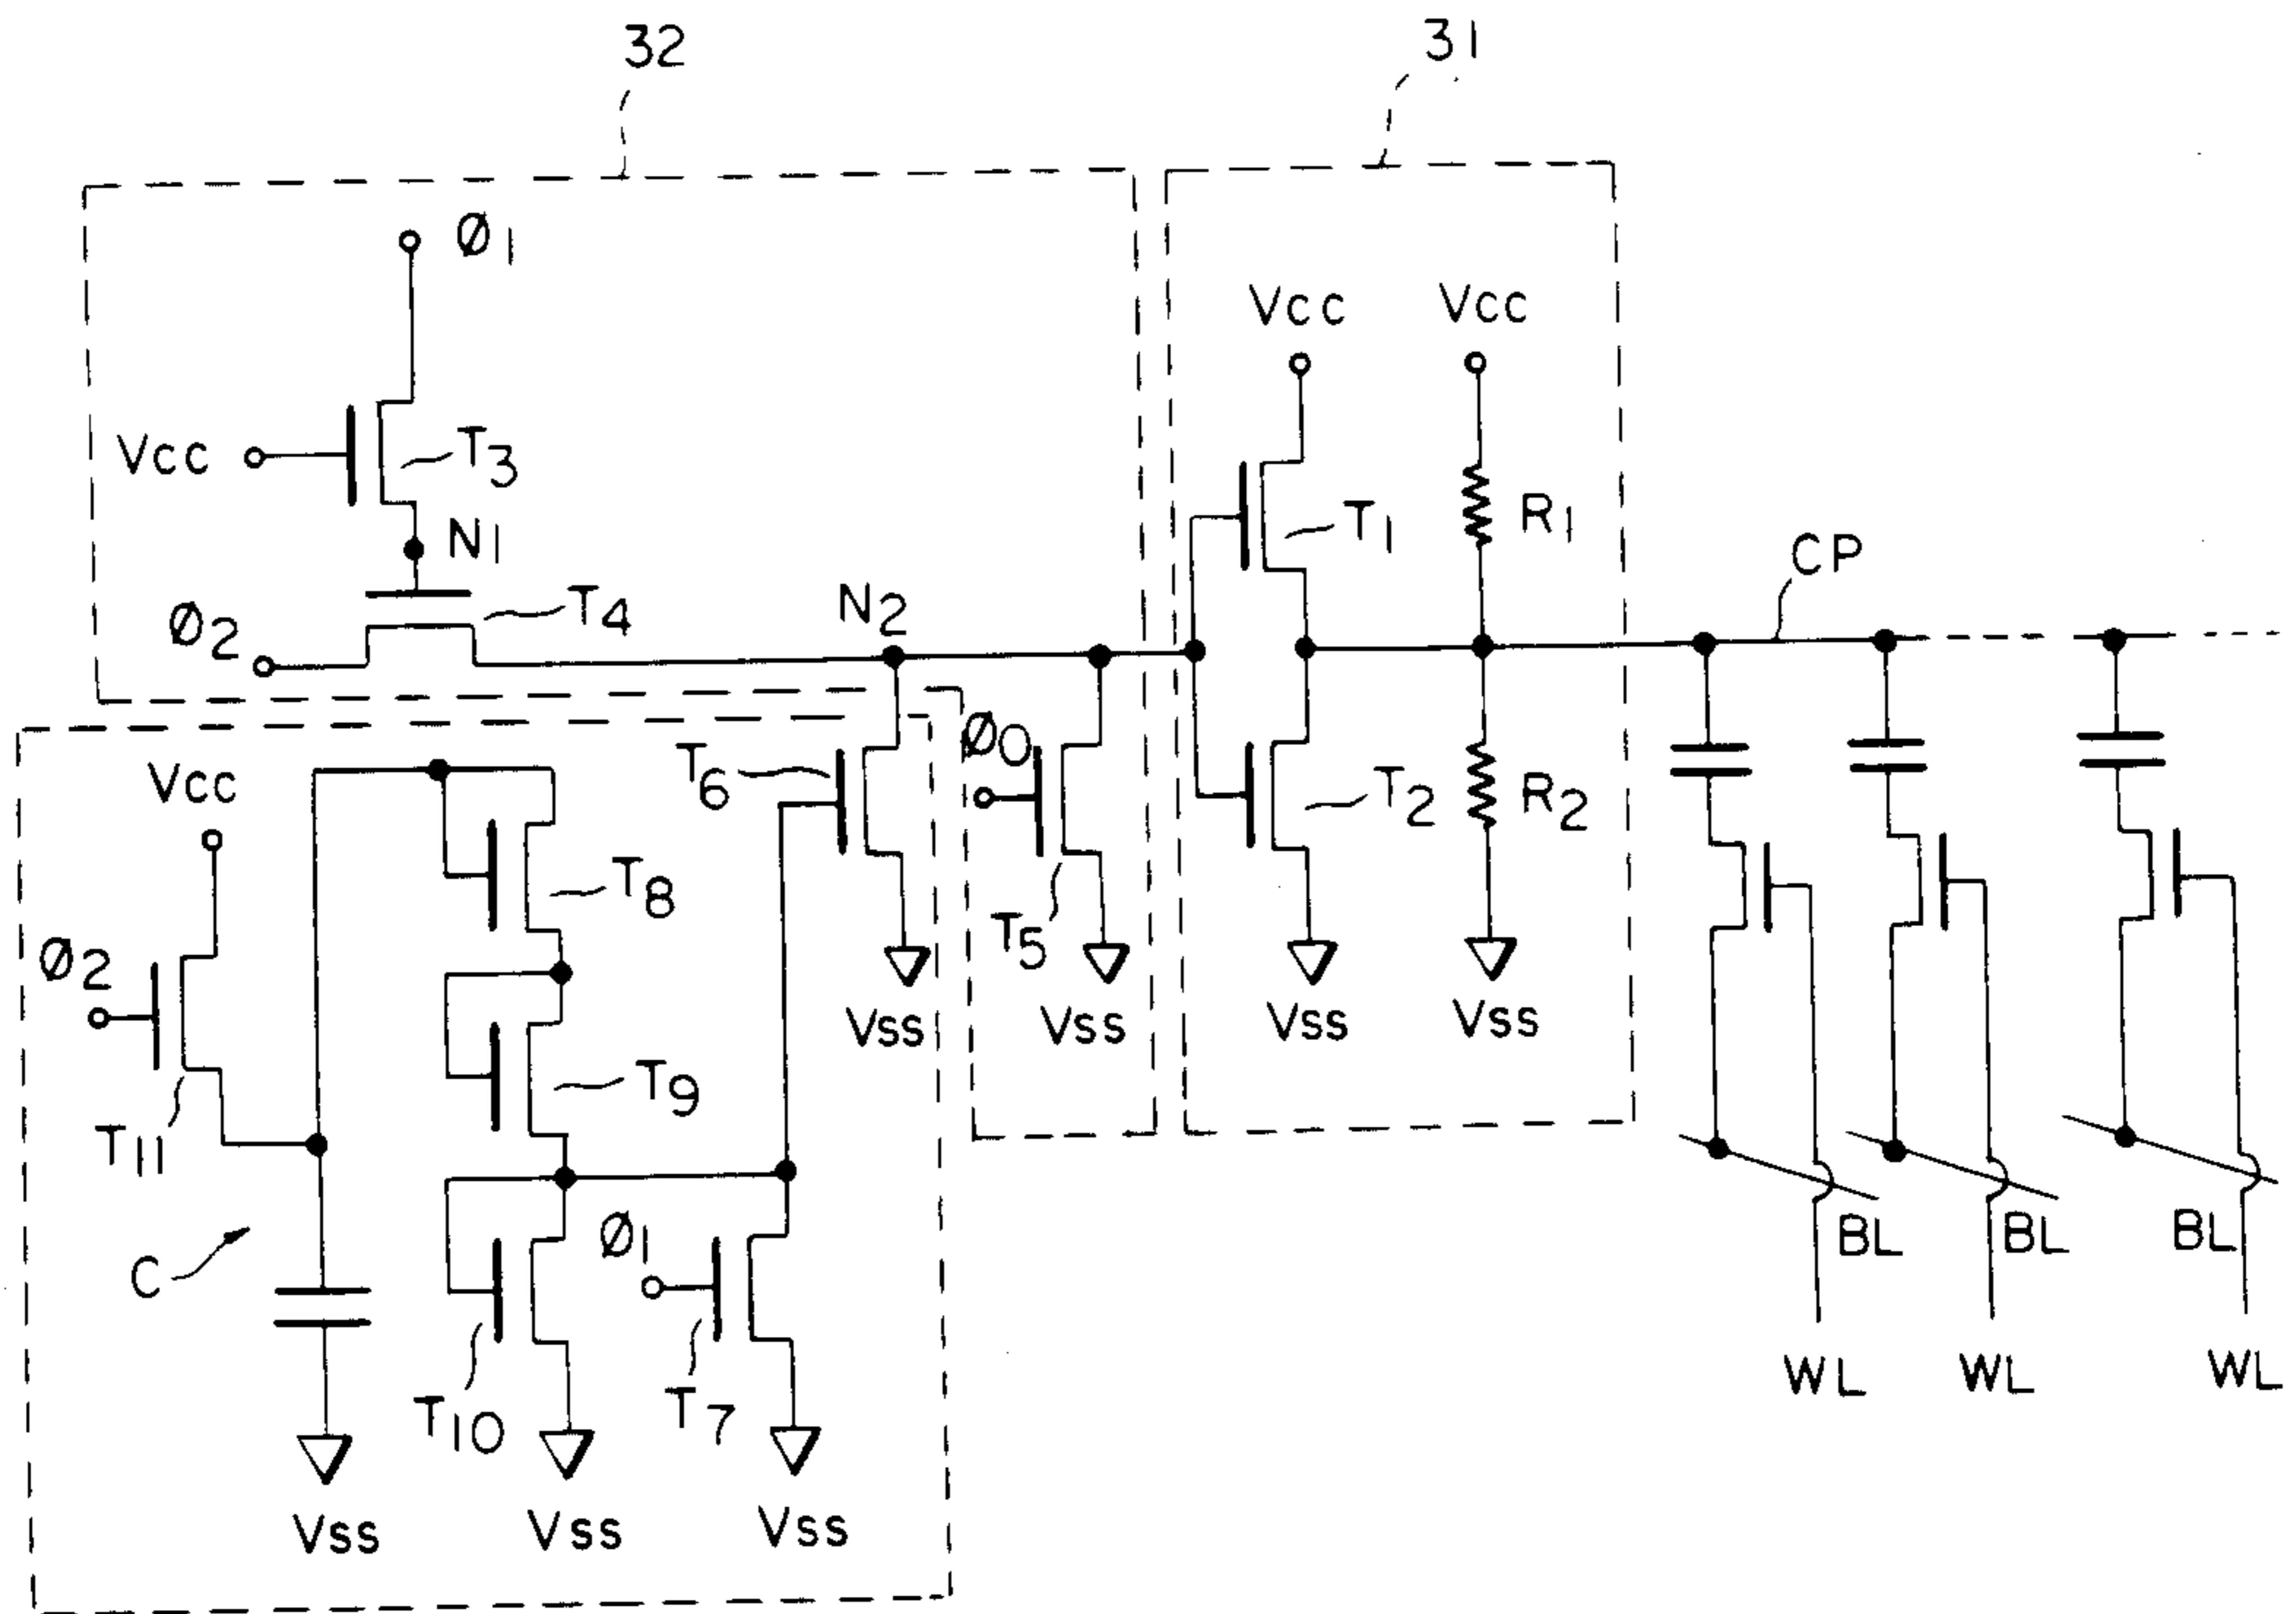 32
31
Ø1
Vcc
Vcc
Vcc
T3
T1
R1
N1
CP
T4
N2
Ø2
Ø0
T6
Vcc
T2
R2
T8
T5
Ø2
Vss
Vss
Vss
Vss
T9
T11
Ø1
BL
BL
BL
C
WL
WL
WL
T10
T7
Vss
Vss
Vss